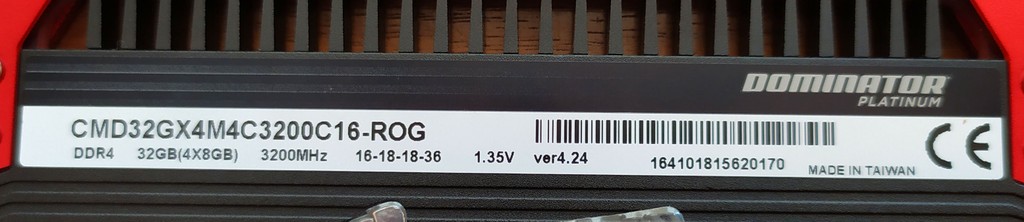 DOMINATOR
PLATINUM
CMD32GX4M4C3200C16-ROG
DDR4 32GB(4X8GB) 3200MHz 16-18-18-36 1.35V ver4.24
164101815620170
MADE IN TAIWAN
CE